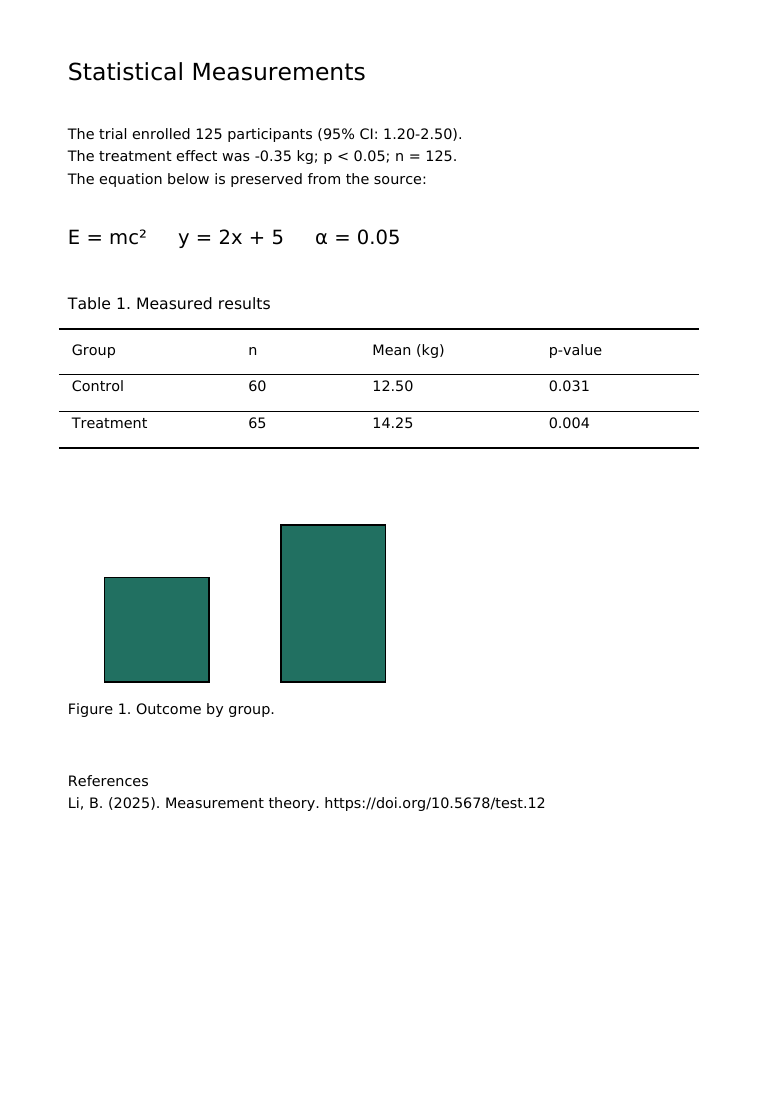 Statistical Measurements
The trial enrolled 125 participants (95% CI: 1.20-2.50).
The treatment effect was -0.35 kg; p < 0.05; n = 125.
The equation below is preserved from the source:
E = mc² y = 2x + 5 α = 0.05
Table 1. Measured results
Group n Mean (kg) p-value
Control 60 12.50 0.031
Treatment 65 14.25 0.004
Figure 1. Outcome by group.
References
Li, B. (2025). Measurement theory. https://doi.org/10.5678/test.12